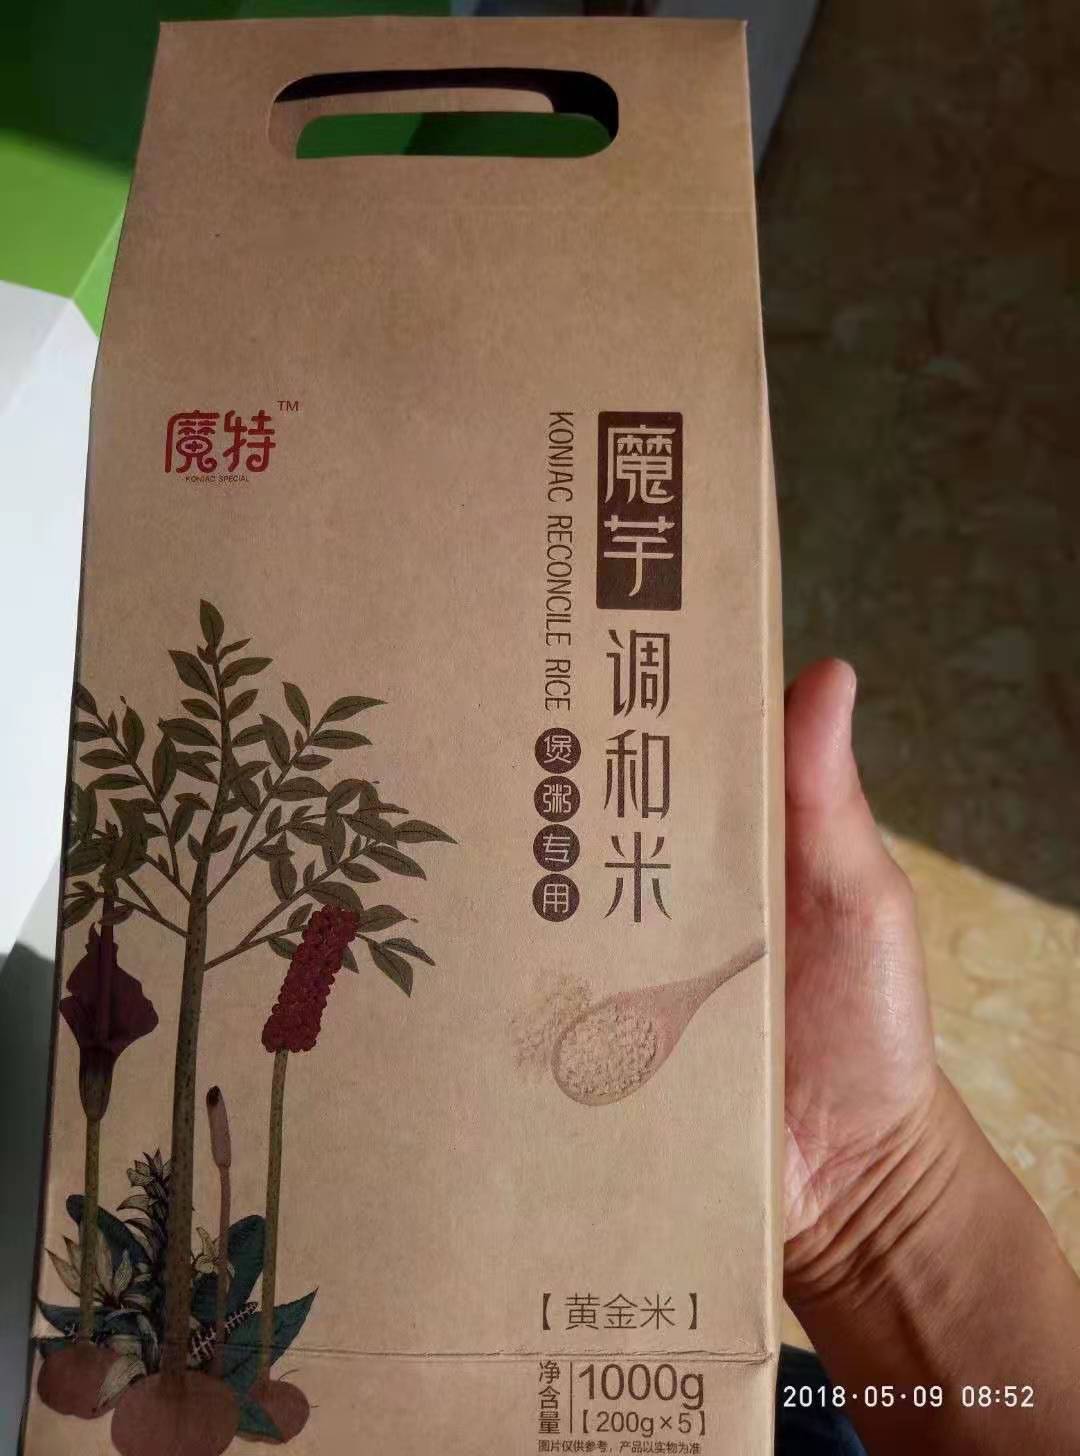 魔特™
KONJAC SPECIAL
魔芋调和米
KONJAC RECONCILE RICE
煲粥专用
【黄金米】
净含量
1000g
【200g×5】
图片仅供参考，产品以实物为准
2018·05·09 08:52